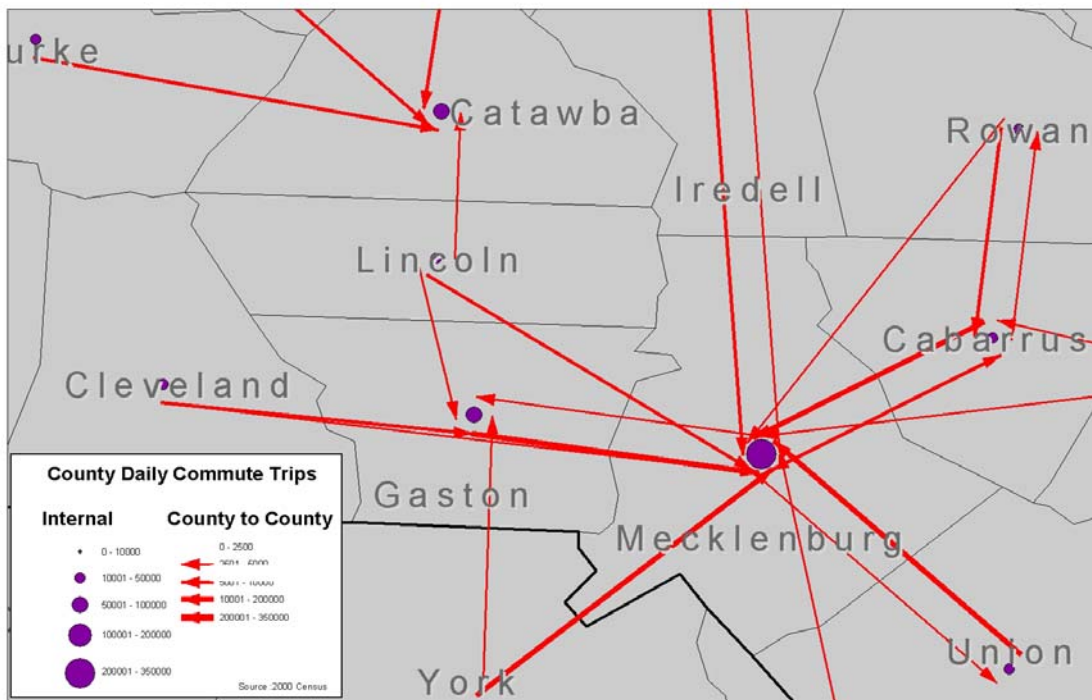 urke
Catawba
Rowan
Iredell
Lincoln
Cabarrus
Cleveland
Gaston
Mecklenburg
York
Union
County Daily Commute Trips
Internal
County to County
0 - 10000
0 - 2500
10001 - 50000
50001 - 100000
10001 - 200000
100001 - 200000
200001 - 350000
200001 - 350000
Source :2000 Census